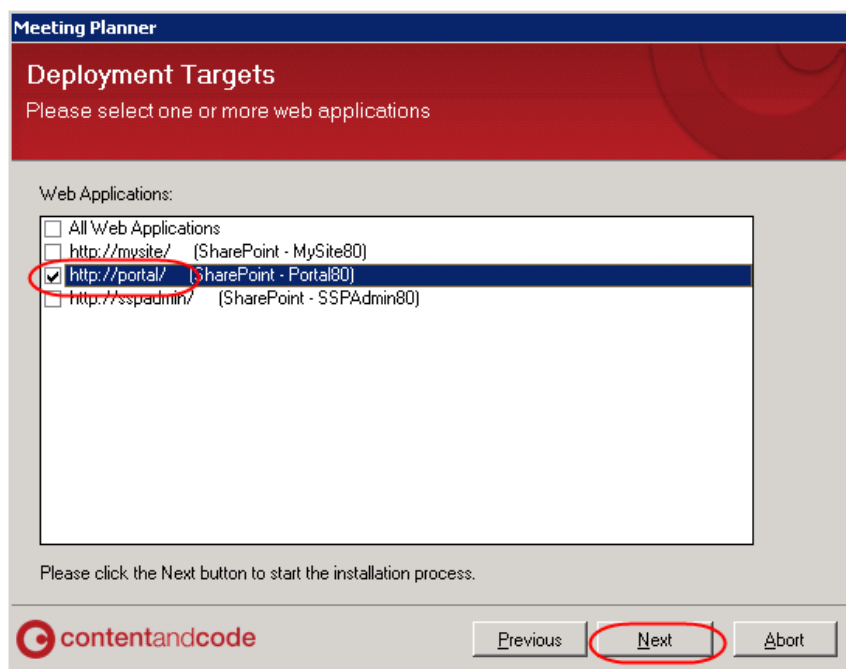 Meeting Planner
Deployment Targets
Please select one or more web applications
Web Applications:
All Web Applications
http://mysite/ (SharePoint - MySite80)
http://portal/ (SharePoint - Portal80)
http://sspadmin/ (SharePoint - SSPAdmin80)
Please click the Next button to start the installation process.
contentandcode Previous Next Abort